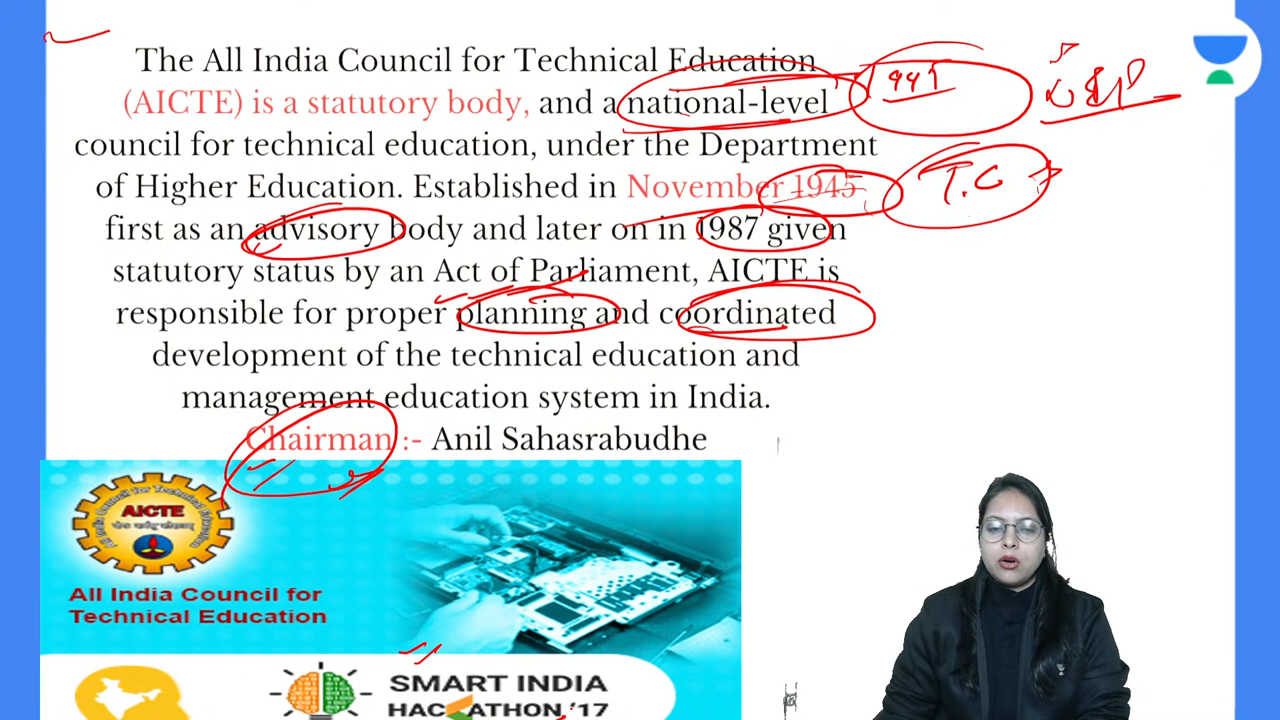 The All India Council for Technical Education
(AICTE) is a statutory body, and a national-level
council for technical education, under the Department
of Higher Education. Established in November 1945
first as an advisory body and later on in 1987 given
statutory status by an Act of Parliament, AICTE is
responsible for proper planning and coordinated
development of the technical education and
management education system in India.
Chairman :- Anil Sahasrabudhe
T.C
AICTE
All India Council for
Technical Education
SMART INDIA
HACKATHON '17